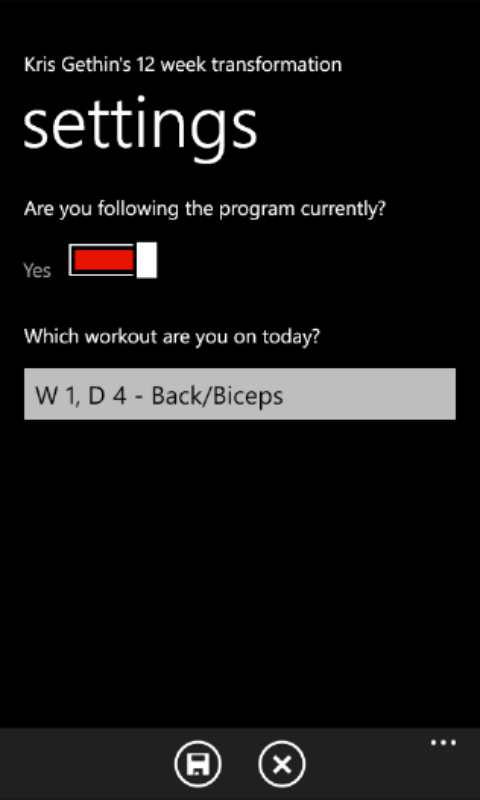 Kris Gethin's 12 week transformation
settings
Are you following the program currently?
Yes
Which workout are you on today?
W 1, D 4 - Back/Biceps